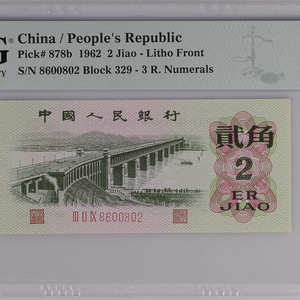 G China / People's Republic
TY Pick# 878b 1962 2 Jiao - Litho Front
S/N 8600802 Block 329 - 3 R. Numerals
中國人民銀行
貳角
2
ER
JIAO
III II IX 8600802